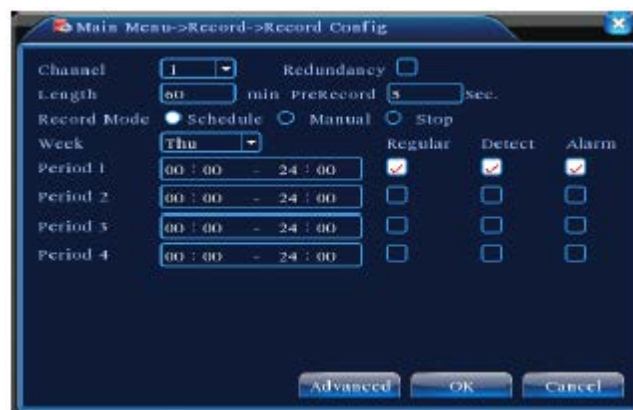 Main Menu->Record->Record Config
Channel 1 Redundancy
Length 60 min PreRecord 5 Sec.
Record Mode Schedule Manual Stop
Week Thu Regular Detect Alarm
Period 1 00 : 00 - 24 : 00
Period 2 00 : 00 - 24 : 00
Period 3 00 : 00 - 24 : 00
Period 4 00 : 00 - 24 : 00
Advanced OK Cancel